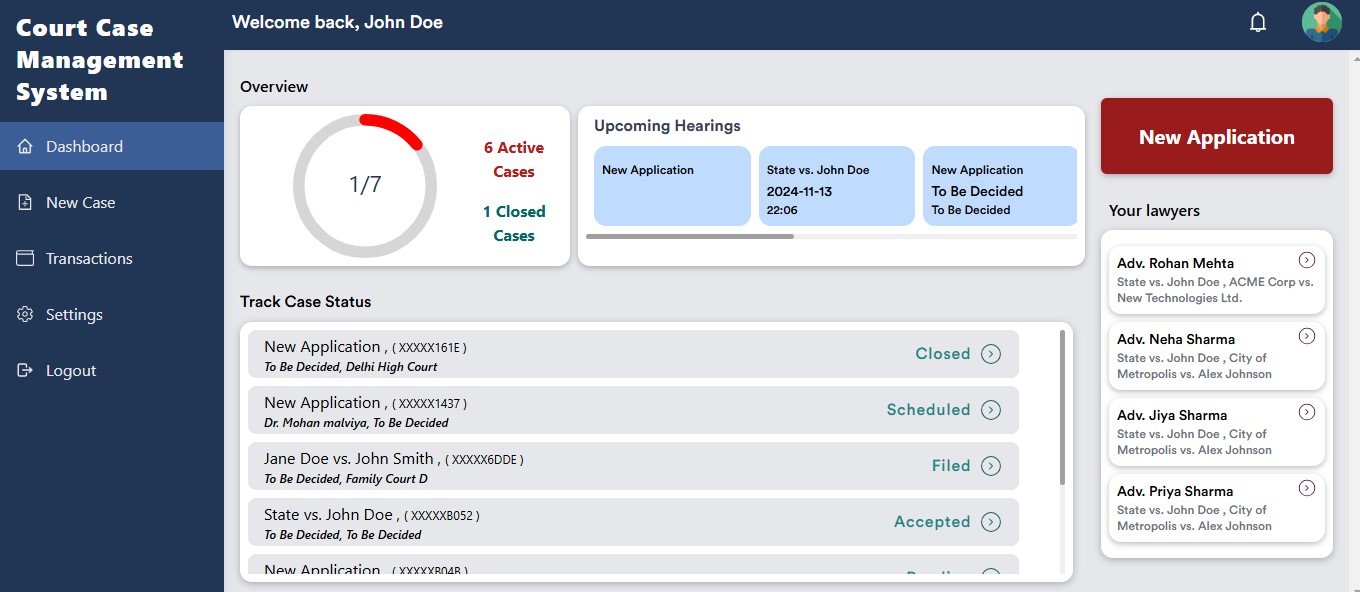 Court Case
Management
System
Dashboard
New Case
Transactions
Settings
Logout
Welcome back, John Doe
Overview
1/7
6 Active
Cases
1 Closed
Cases
Upcoming Hearings
New Application
State vs. John Doe
2024-11-13
22:06
New Application
To Be Decided
To Be Decided
Track Case Status
New Application , ( XXXXX161E )
To Be Decided, Delhi High Court
Closed
New Application , ( XXXXX1437 )
Dr. Mohan malviya, To Be Decided
Scheduled
Jane Doe vs. John Smith , ( XXXXX6DDE )
To Be Decided, Family Court D
Filed
State vs. John Doe , ( XXXXXB052 )
To Be Decided, To Be Decided
Accepted
New Application , ( XXXXXB04B )
New Application
Your lawyers
Adv. Rohan Mehta
State vs. John Doe , ACME Corp vs.
New Technologies Ltd.
Adv. Neha Sharma
State vs. John Doe , City of
Metropolis vs. Alex Johnson
Adv. Jiya Sharma
State vs. John Doe , City of
Metropolis vs. Alex Johnson
Adv. Priya Sharma
State vs. John Doe , City of
Metropolis vs. Alex Johnson